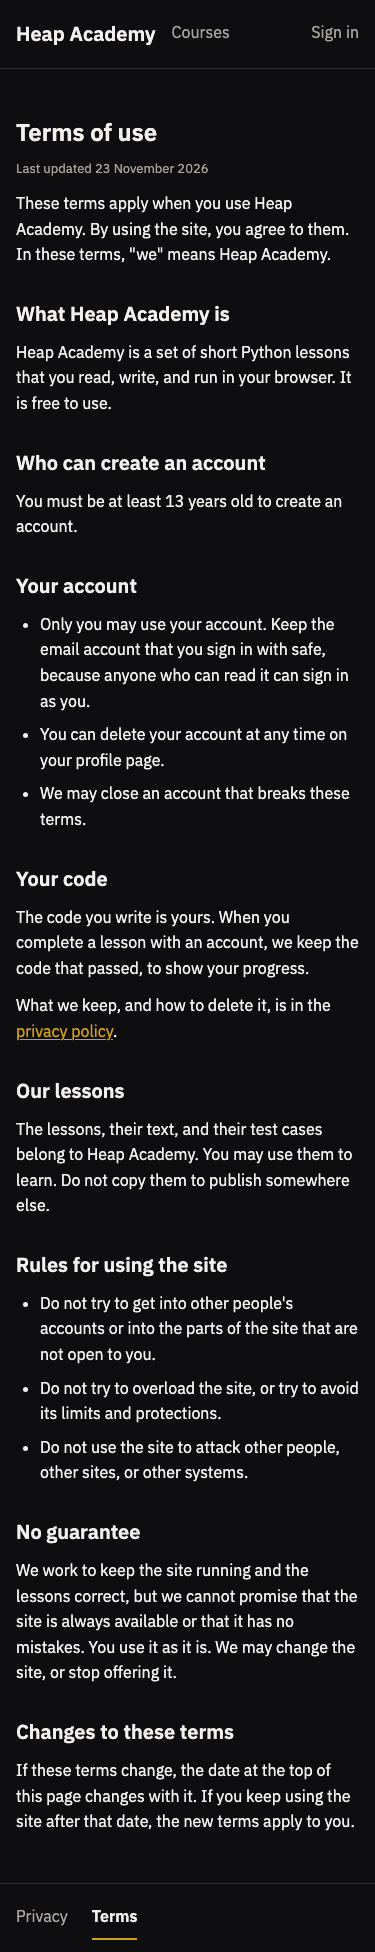 Heap Academy Courses Sign in
Terms of use
Last updated 23 November 2026
These terms apply when you use Heap
Academy. By using the site, you agree to them.
In these terms, "we" means Heap Academy.
What Heap Academy is
Heap Academy is a set of short Python lessons
that you read, write, and run in your browser. It
is free to use.
Who can create an account
You must be at least 13 years old to create an
account.
Your account
• Only you may use your account. Keep the
email account that you sign in with safe,
because anyone who can read it can sign in
as you.
• You can delete your account at any time on
your profile page.
• We may close an account that breaks these
terms.
Your code
The code you write is yours. When you
complete a lesson with an account, we keep the
code that passed, to show your progress.
What we keep, and how to delete it, is in the
privacy policy.
Our lessons
The lessons, their text, and their test cases
belong to Heap Academy. You may use them to
learn. Do not copy them to publish somewhere
else.
Rules for using the site
• Do not try to get into other people's
accounts or into the parts of the site that are
not open to you.
• Do not try to overload the site, or try to avoid
its limits and protections.
• Do not use the site to attack other people,
other sites, or other systems.
No guarantee
We work to keep the site running and the
lessons correct, but we cannot promise that the
site is always available or that it has no
mistakes. You use it as it is. We may change the
site, or stop offering it.
Changes to these terms
If these terms change, the date at the top of
this page changes with it. If you keep using the
site after that date, the new terms apply to you.
Privacy Terms